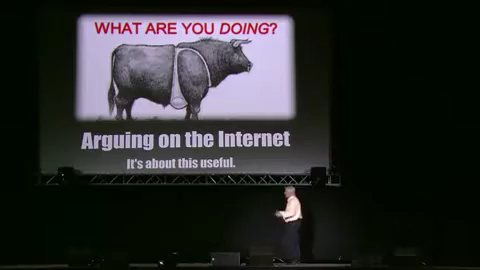 WHAT ARE YOU DOING?
Arguing on the Internet
It's about this useful.